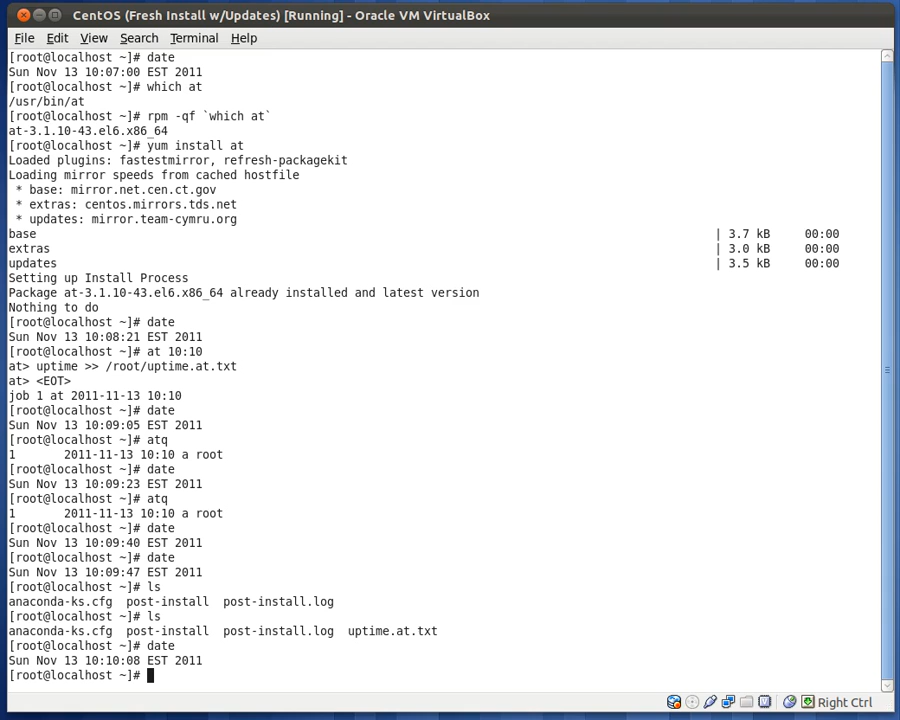 CentOS (Fresh Install w/Updates) [Running] - Oracle VM VirtualBox
File Edit View Search Terminal Help
[root@localhost ~]# date
Sun Nov 13 10:07:00 EST 2011
[root@localhost ~]# which at
/usr/bin/at
[root@localhost ~]# rpm -qf `which at`
at-3.1.10-43.el6.x86_64
[root@localhost ~]# yum install at
Loaded plugins: fastestmirror, refresh-packagekit
Loading mirror speeds from cached hostfile
 * base: mirror.net.cen.ct.gov
 * extras: centos.mirrors.tds.net
 * updates: mirror.team-cymru.org
base | 3.7 kB 00:00
extras | 3.0 kB 00:00
updates | 3.5 kB 00:00
Setting up Install Process
Package at-3.1.10-43.el6.x86_64 already installed and latest version
Nothing to do
[root@localhost ~]# date
Sun Nov 13 10:08:21 EST 2011
[root@localhost ~]# at 10:10
at> uptime >> /root/uptime.at.txt
at> <EOT>
job 1 at 2011-11-13 10:10
[root@localhost ~]# date
Sun Nov 13 10:09:05 EST 2011
[root@localhost ~]# atq
1 2011-11-13 10:10 a root
[root@localhost ~]# date
Sun Nov 13 10:09:23 EST 2011
[root@localhost ~]# atq
1 2011-11-13 10:10 a root
[root@localhost ~]# date
Sun Nov 13 10:09:40 EST 2011
[root@localhost ~]# date
Sun Nov 13 10:09:47 EST 2011
[root@localhost ~]# ls
anaconda-ks.cfg post-install post-install.log
[root@localhost ~]# ls
anaconda-ks.cfg post-install post-install.log uptime.at.txt
[root@localhost ~]# date
Sun Nov 13 10:10:08 EST 2011
[root@localhost ~]#
Right Ctrl